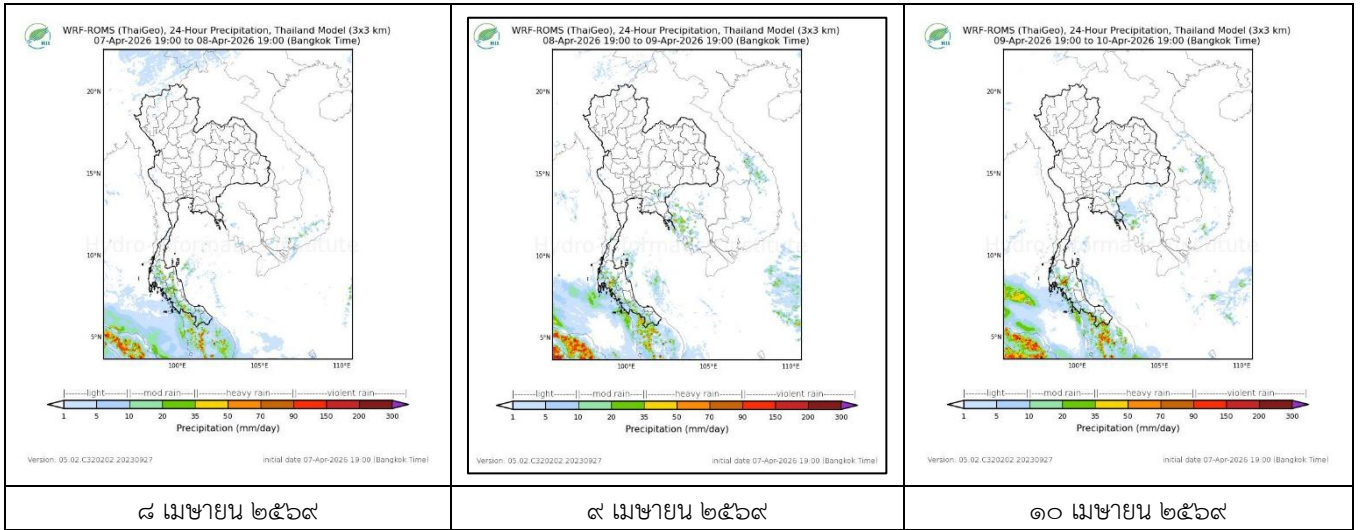 WRF-ROMS (ThaiGeo), 24-Hour Precipitation, Thailand Model (3x3 km)
07-Apr-2026 19:00 to 08-Apr-2026 19:00 (Bangkok Time)
HII
20°N
15°N
10°N
5°N
100°E 105°E 110°E
Hydro-Informatics Institute
|------light------||---mod rain---||------heavy rain------||------violent rain------|
1 5 10 20 35 50 70 90 150 200 300
Precipitation (mm/day)
Version: 05.02.C320202.20230927 initial date 07-Apr-2026 19:00 (Bangkok Time)
๘ เมษายน ๒๕๖๙
WRF-ROMS (ThaiGeo), 24-Hour Precipitation, Thailand Model (3x3 km)
08-Apr-2026 19:00 to 09-Apr-2026 19:00 (Bangkok Time)
HII
20°N
15°N
10°N
5°N
100°E 105°E 110°E
Hydro-Informatics Institute
|------light------||---mod rain---||------heavy rain------||------violent rain------|
1 5 10 20 35 50 70 90 150 200 300
Precipitation (mm/day)
Version: 05.02.C320202.20230927 initial date 07-Apr-2026 19:00 (Bangkok Time)
๙ เมษายน ๒๕๖๙
WRF-ROMS (ThaiGeo), 24-Hour Precipitation, Thailand Model (3x3 km)
09-Apr-2026 19:00 to 10-Apr-2026 19:00 (Bangkok Time)
HII
20°N
15°N
10°N
5°N
100°E 105°E 110°E
Hydro-Informatics Institute
|------light------||---mod rain---||------heavy rain------||------violent rain------|
1 5 10 20 35 50 70 90 150 200 300
Precipitation (mm/day)
Version: 05.02.C320202.20230927 initial date 07-Apr-2026 19:00 (Bangkok Time)
๑๐ เมษายน ๒๕๖๙